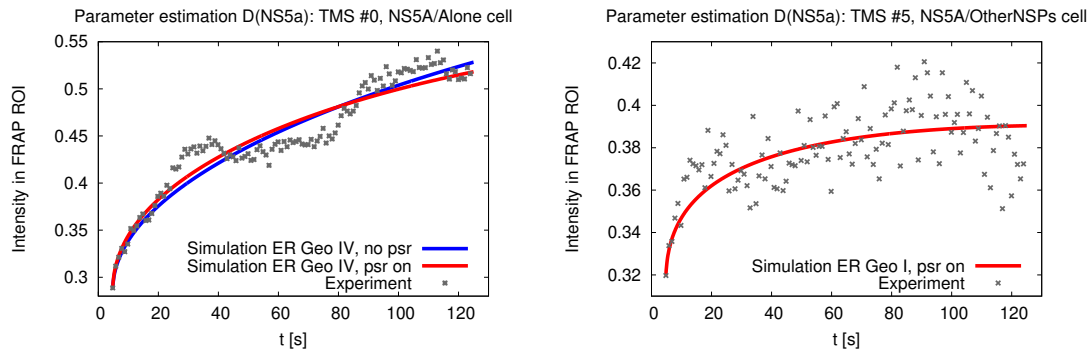 Parameter estimation D(NS5a): TMS #0, NS5A/Alone cell
0.55
0.5
0.45
0.4
0.35
0.3
Intensity in FRAP ROI
Simulation ER Geo IV, no psr
Simulation ER Geo IV, psr on
Experiment
0 20 40 60 80 100 120
t [s]
Parameter estimation D(NS5a): TMS #5, NS5A/OtherNSPs cell
0.42
0.4
0.38
0.36
0.34
0.32
Intensity in FRAP ROI
Simulation ER Geo I, psr on
Experiment
0 20 40 60 80 100 120
t [s]